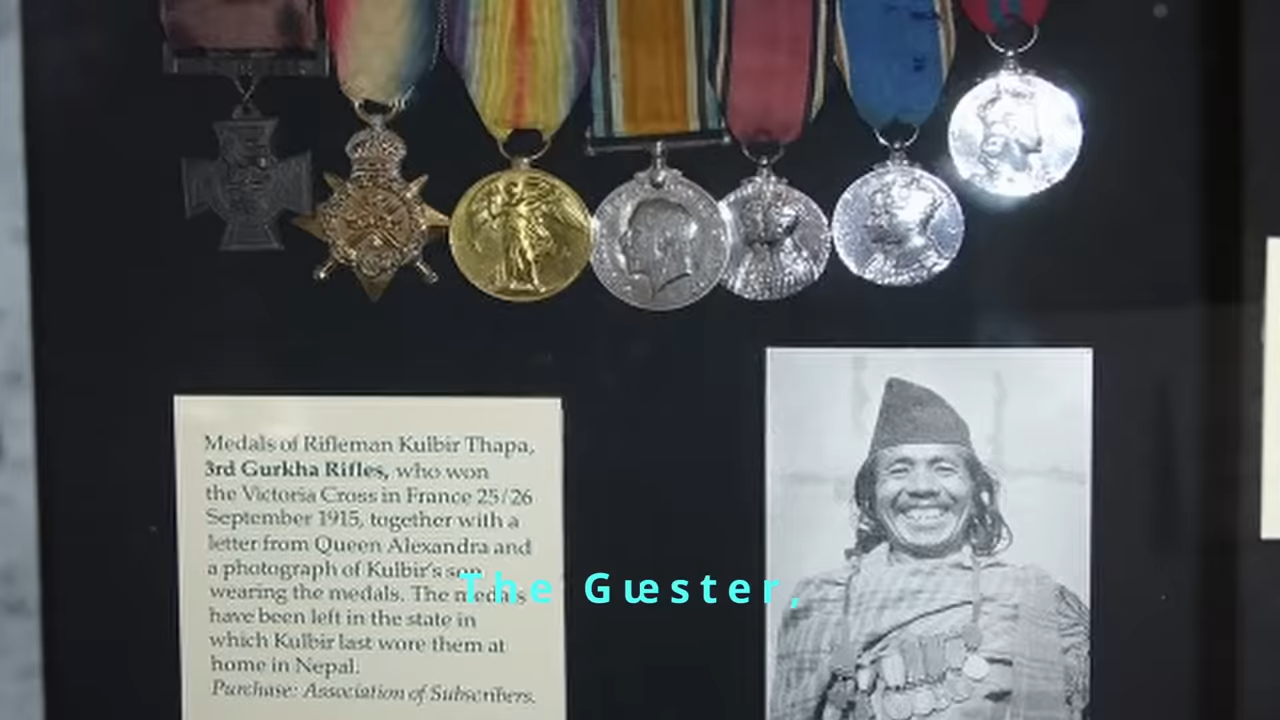 Medals of Rifleman Kulbir Thapa,
3rd Gurkha Rifles, who won
the Victoria Cross in France 25/26
September 1915, together with a
letter from Queen Alexandra and
a photograph of Kulbir's son
wearing the medals. The medals
have been left in the state in
which Kulbir last wore them at
home in Nepal.
Purchase: Association of Subscribers.
The Gœster,